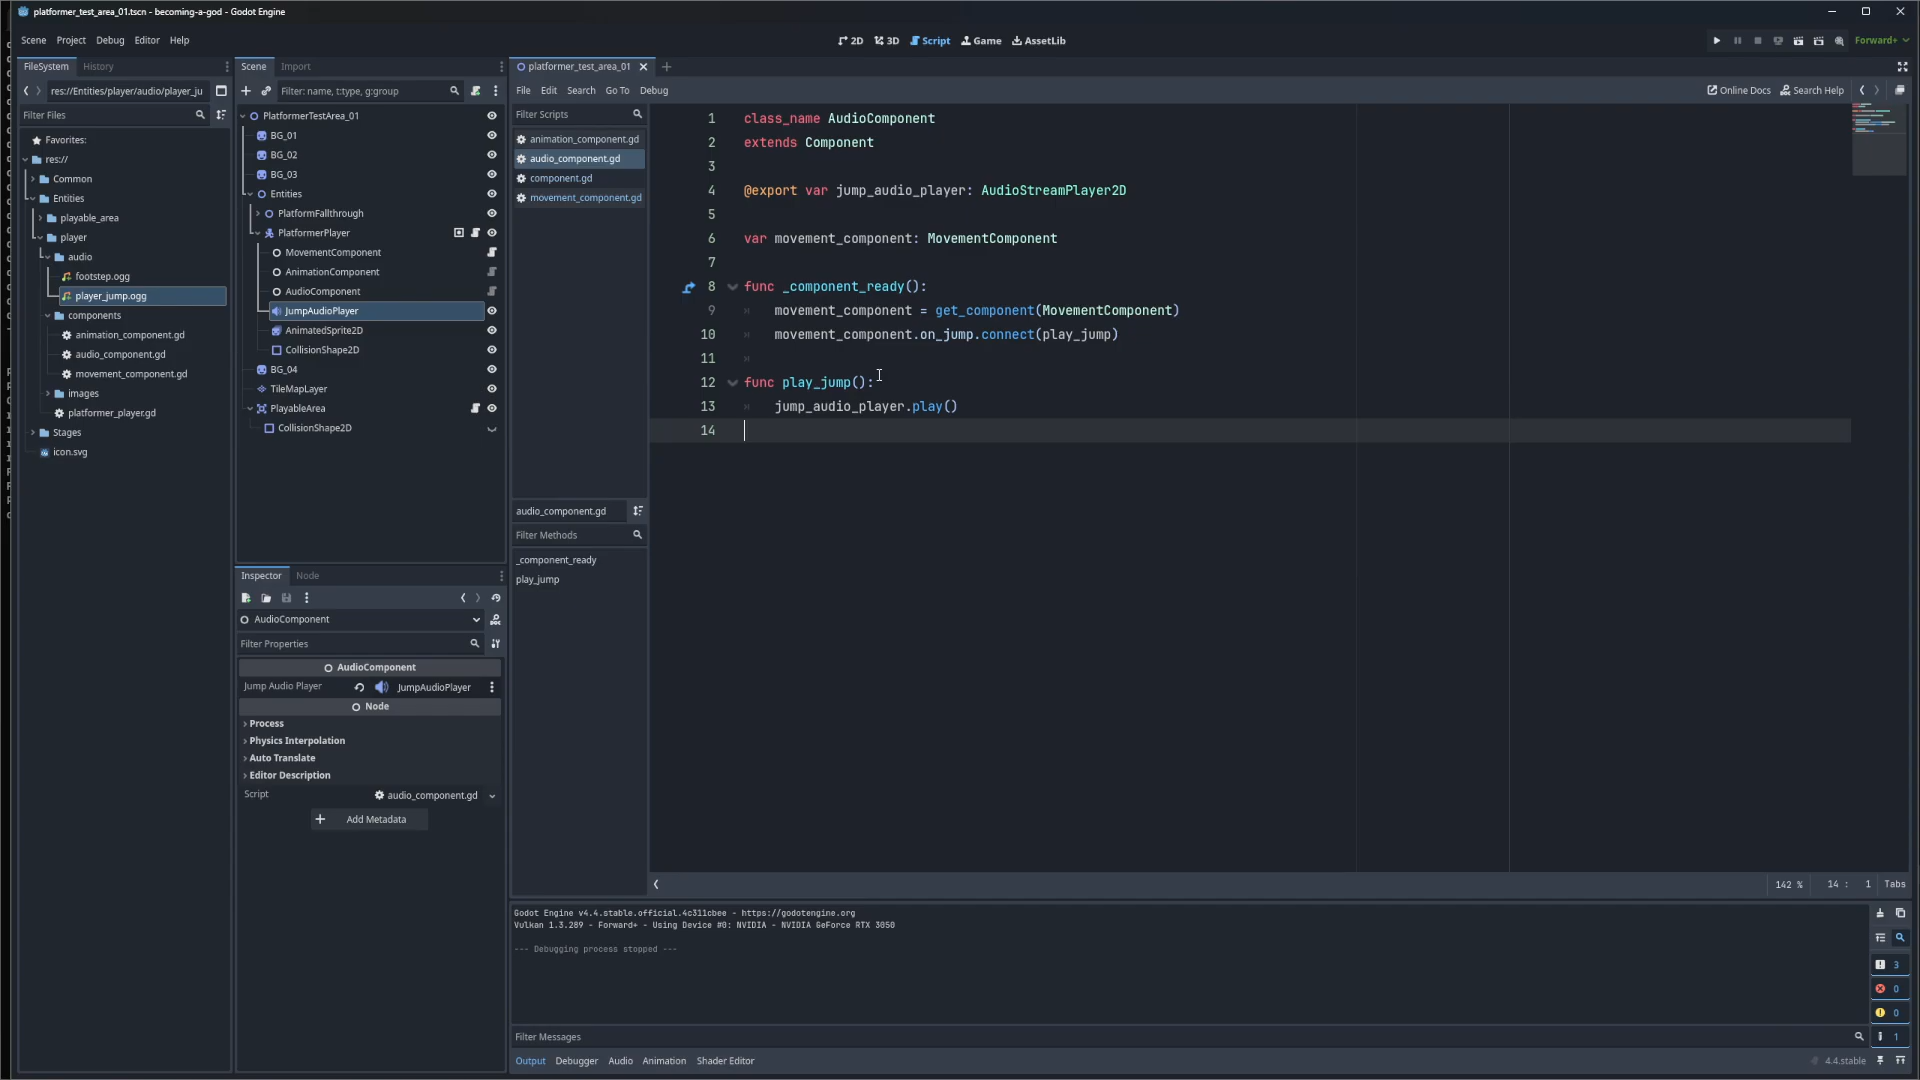 platformer_test_area_01.tscn - becoming-a-god - Godot Engine
Scene Project Debug Editor Help
2D 3D Script Game AssetLib
Forward+
FileSystem History
res://Entities/player/audio/player_ju
Filter Files
Favorites:
res://
Common
Entities
playable_area
player
audio
footstep.ogg
player_jump.ogg
components
animation_component.gd
audio_component.gd
movement_component.gd
images
platformer_player.gd
Stages
icon.svg
Scene Import
Filter: name, t:type, g:group
PlatformerTestArea_01
BG_01
BG_02
BG_03
Entities
PlatformFallthrough
PlatformerPlayer
MovementComponent
AnimationComponent
AudioComponent
JumpAudioPlayer
AnimatedSprite2D
CollisionShape2D
BG_04
TileMapLayer
PlayableArea
CollisionShape2D
Inspector Node
AudioComponent
Filter Properties
AudioComponent
Jump Audio Player JumpAudioPlayer
Node
Process
Physics Interpolation
Auto Translate
Editor Description
Script audio_component.gd
Add Metadata
platformer_test_area_01
File Edit Search Go To Debug
Online Docs Search Help
Filter Scripts
animation_component.gd
audio_component.gd
component.gd
movement_component.gd
audio_component.gd
Filter Methods
_component_ready
play_jump
1 class_name AudioComponent
2 extends Component
3
4 @export var jump_audio_player: AudioStreamPlayer2D
5
6 var movement_component: MovementComponent
7
8 func _component_ready():
9 movement_component = get_component(MovementComponent)
10 movement_component.on_jump.connect(play_jump)
11
12 func play_jump():
13 jump_audio_player.play()
14
142 % 14 : 1 Tabs
Godot Engine v4.4.stable.official.4c311cbee - https://godotengine.org
Vulkan 1.3.289 - Forward+ - Using Device #0: NVIDIA - NVIDIA GeForce RTX 3050
--- Debugging process stopped ---
3
0
0
1
Filter Messages
Output Debugger Audio Animation Shader Editor
4.4.stable